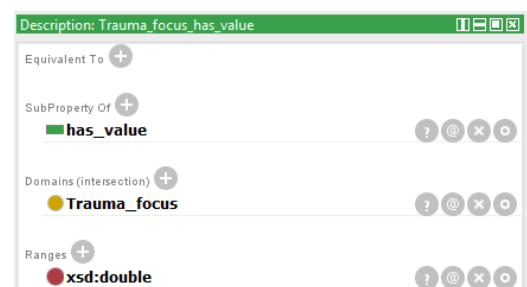 Description: Trauma_focus_has_value
Equivalent To
SubProperty Of
has_value
? @
Domains (intersection)
Trauma_focus
? @
Ranges
xsd:double
? @